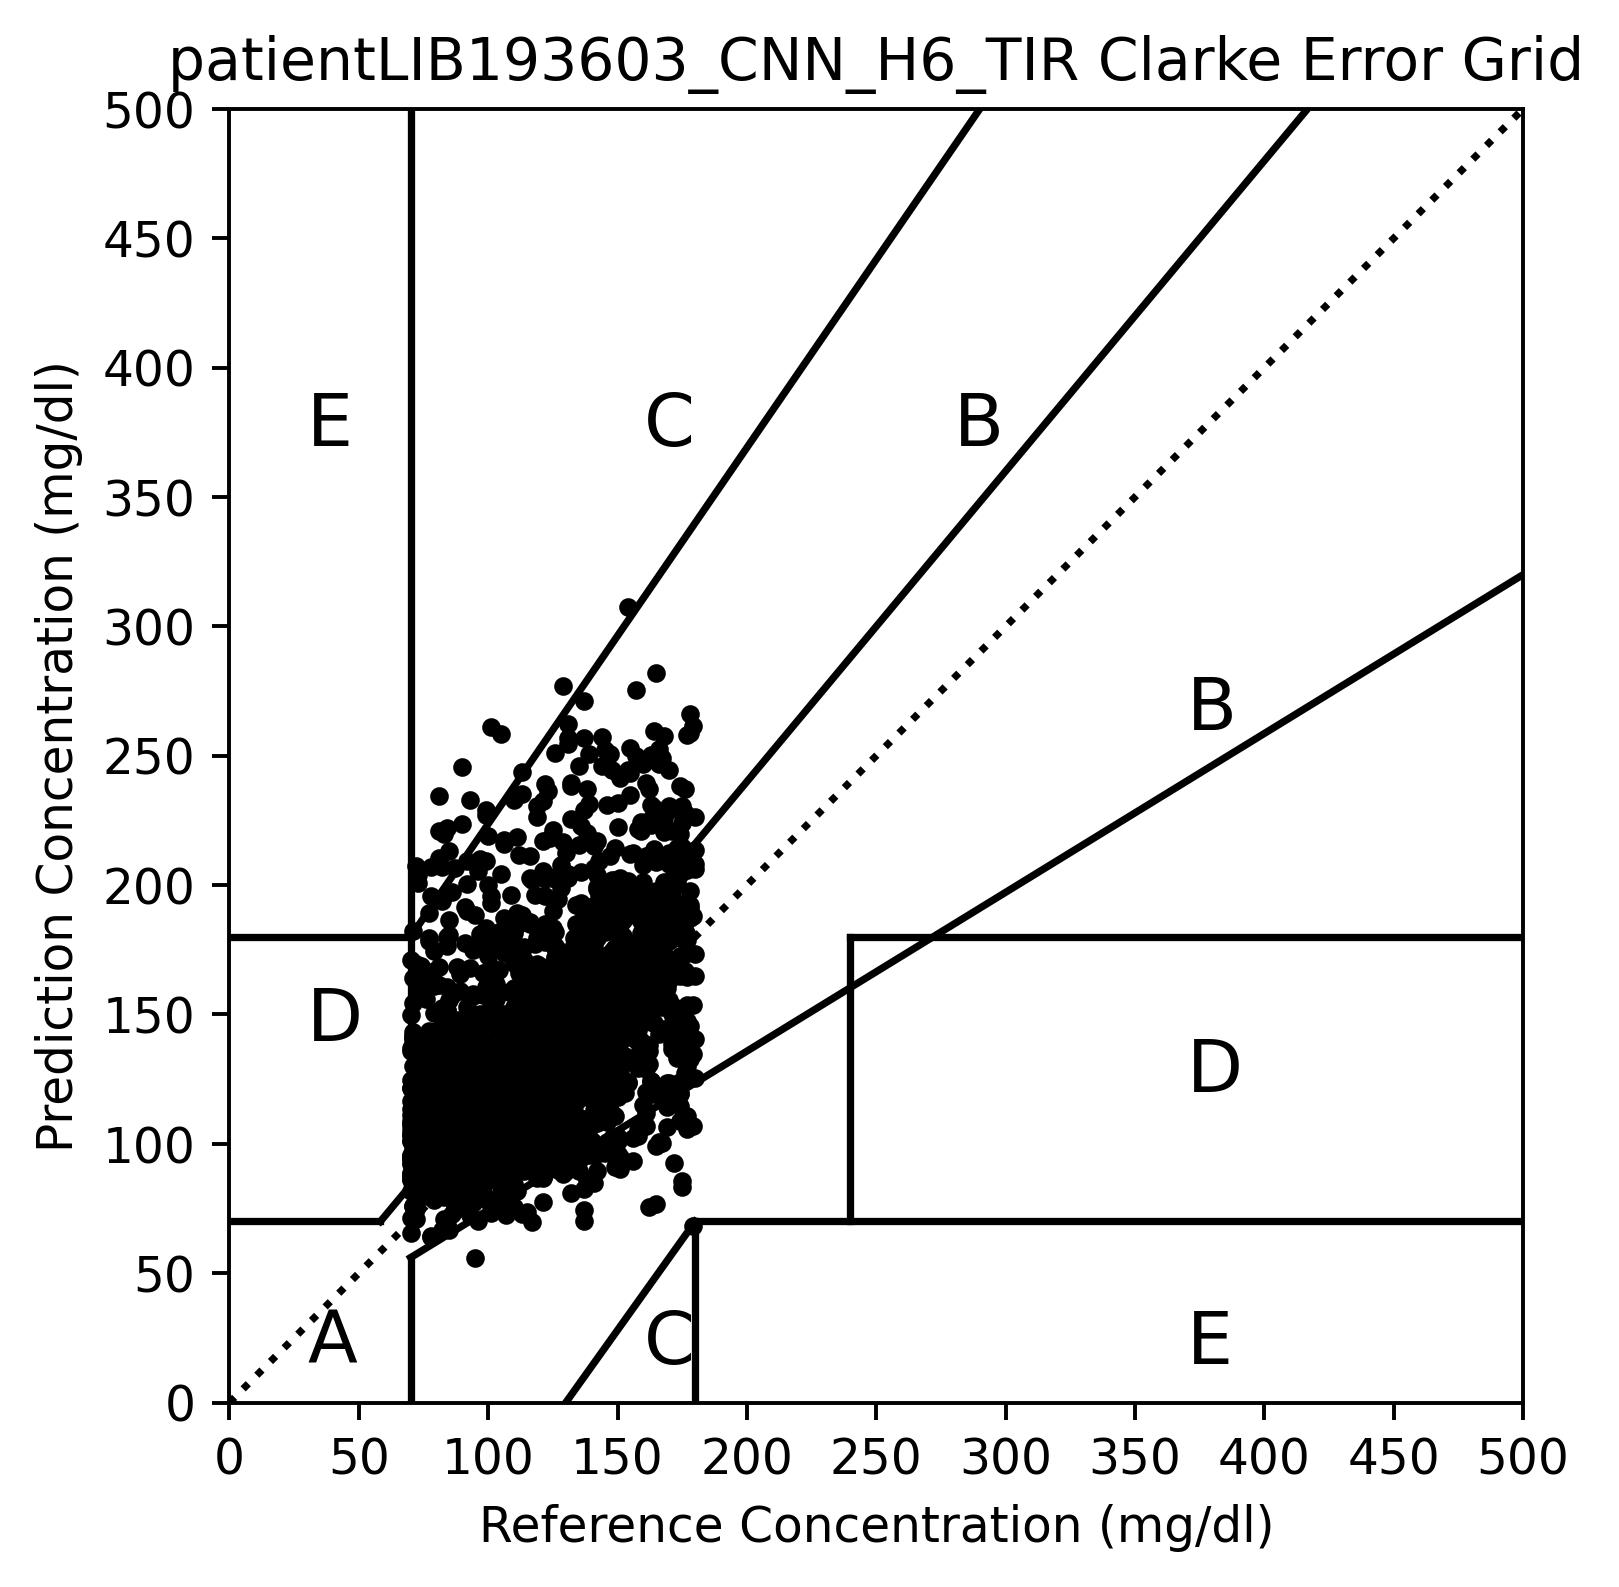 patientLIB193603_CNN_H6_TIR Clarke Error Grid
500
450
400
350
300
250
200
150
100
50
0
Prediction Concentration (mg/dl)
E
C
B
B
D
D
A
C
E
0 50 100 150 200 250 300 350 400 450 500
Reference Concentration (mg/dl)